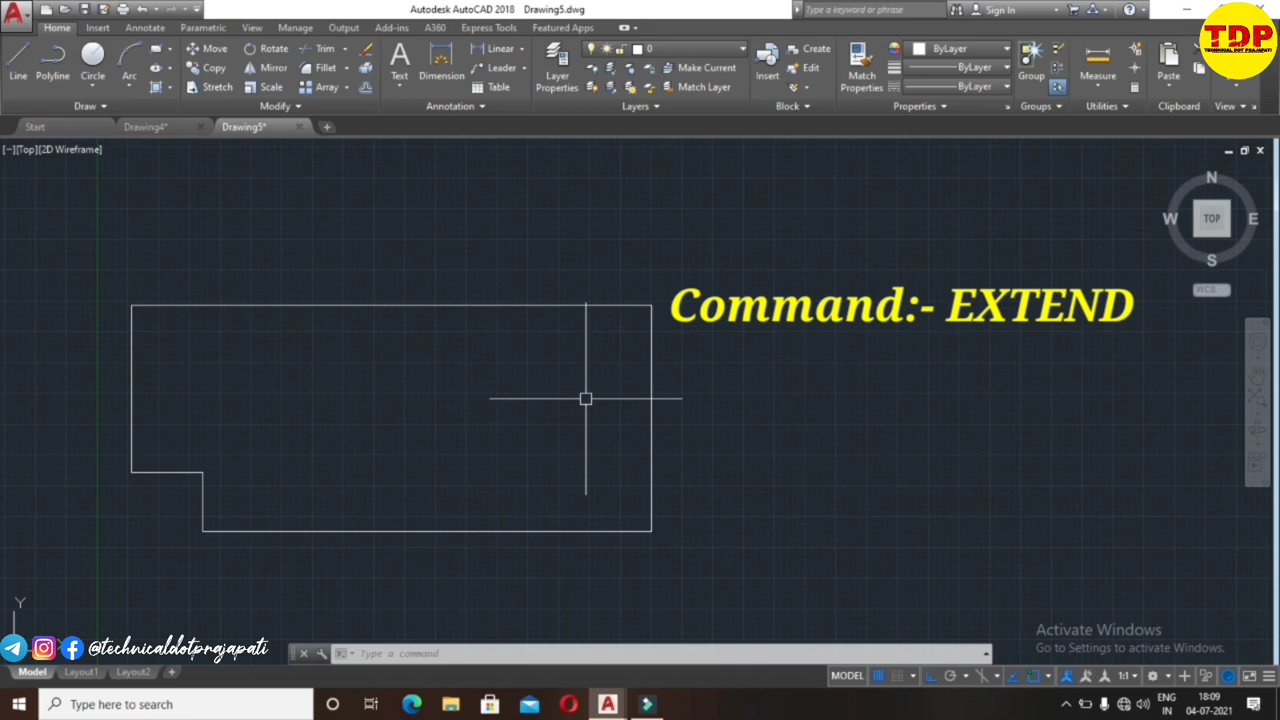 Autodesk AutoCAD 2018 Drawing5.dwg
Type a keyword or phrase
Sign In
TDP
TECHNICAL DOT PRAJAPATI
Home Insert Annotate Parametric View Manage Output Add-ins A360 Express Tools Featured Apps
Line Polyline Circle Arc
Move Rotate Trim
Copy Mirror Fillet
Stretch Scale Array
Text Dimension
Linear
Leader
Table
Layer Properties
0
Make Current
Match Layer
Insert
Create
Edit
Match Properties
ByLayer
ByLayer
ByLayer
Group
Measure
Paste
Draw Modify Annotation Layers Block Properties Groups Utilities Clipboard View
Start Drawing4* Drawing5*
[−][Top][2D Wireframe]
N
W TOP E
S
WCS
Command:- EXTEND
Y
@technicaldotprajapati
Type a command
Activate Windows
Go to Settings to activate Windows.
Model Layout1 Layout2
MODEL
1:1
Type here to search
ENG
IN
18:09
04-07-2021